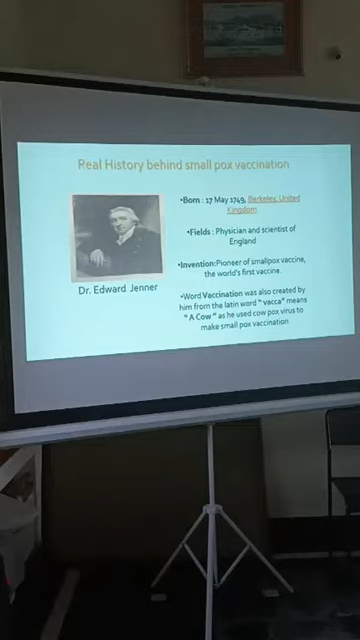 Real History behind small pox vaccination
•Born : 17 May 1749, Berkeley, United
Kingdom
•Fields : Physician and scientist of
England
•Invention:Pioneer of smallpox vaccine,
the world's first vaccine.
•Word Vaccination was also created by
him from the latin word " vacca" means
" A Cow " as he used cow pox virus to
make small pox vaccination
Dr. Edward Jenner